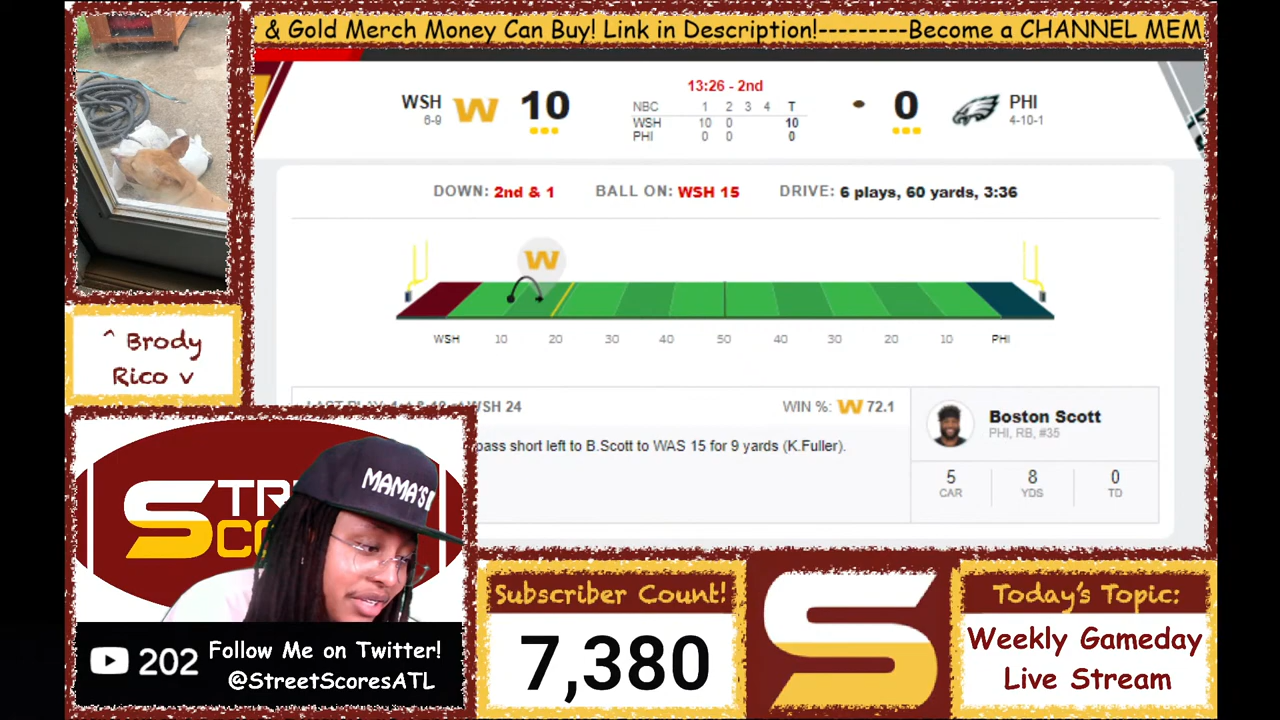 & Gold Merch Money Can Buy! Link in Description!---------Become a CHANNEL MEM
WSH
6-9
W
10
13:26 - 2nd
NBC 1 2 3 4 T
WSH 10 0 10
PHI 0 0 0
0
PHI
4-10-1
DOWN: 2nd & 1
BALL ON: WSH 15
DRIVE: 6 plays, 60 yards, 3:36
W
WSH 10 20 30 40 50 40 30 20 10 PHI
WSH 24
WIN %: W 72.1
pass short left to B.Scott to WAS 15 for 9 yards (K.Fuller).
Boston Scott
PHI, RB, #35
5 8 0
CAR YDS TD
^ Brody
Rico v
MAMA'S
S
202
Follow Me on Twitter!
@StreetScoresATL
Subscriber Count!
7,380
S
Today's Topic:
Weekly Gameday
Live Stream